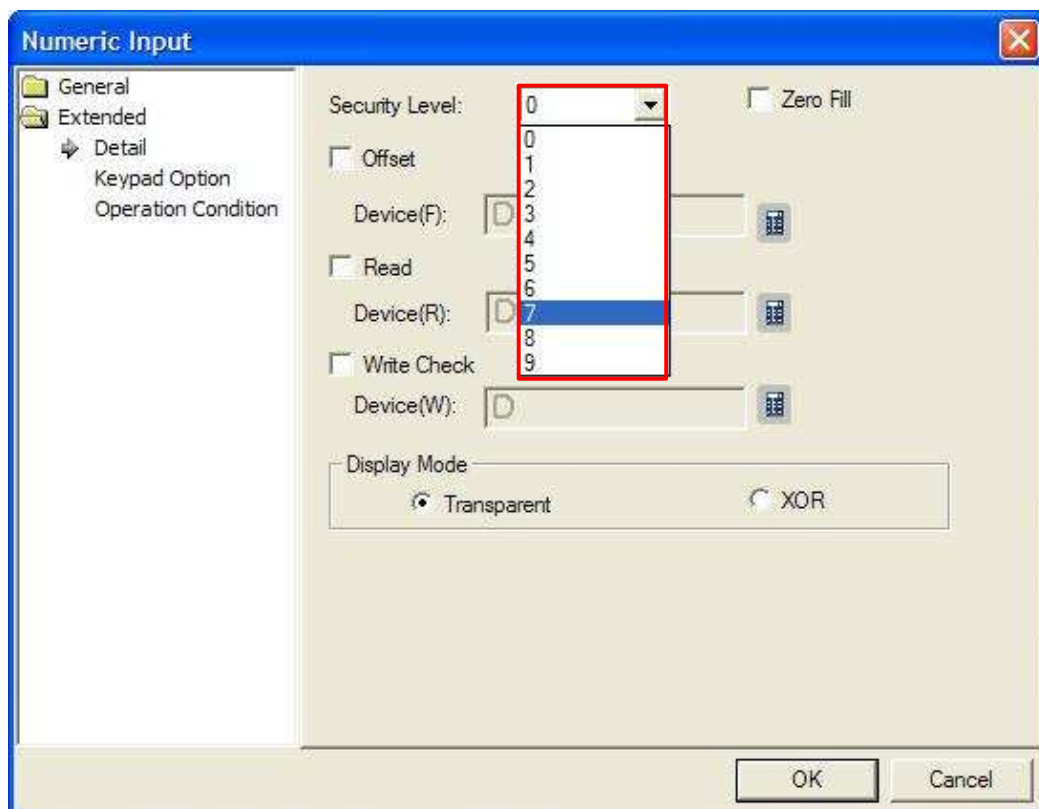 Numeric Input
General
Extended
Detail
Keypad Option
Operation Condition
Security Level: 0
Zero Fill
0
1
2
3
4
5
6
7
8
9
Offset
Device(F): D
Read
Device(R): D
Write Check
Device(W): D
Display Mode
Transparent
XOR
OK
Cancel